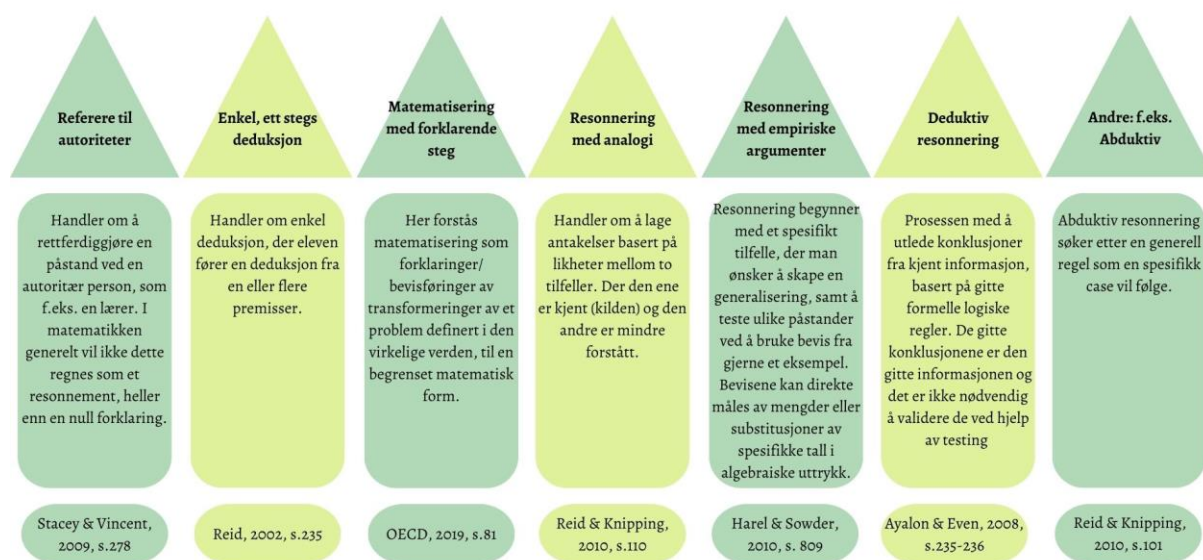 Referere til
autoriteter
Enkel, ett stegs
deduksjon
Matematisering
med forklarende
steg
Resonnering
med analogi
Resonnering
med empiriske
argumenter
Deduktiv
resonnering
Andre: f.eks.
Abduktiv
Handler om å
rettferdiggjøre en
påstand ved en
autoritær person, som
f.eks. en lærer. I
matematikken
generelt vil ikke dette
regnes som et
resonnement, heller
enn en null forklaring.
Handler om enkel
deduksjon, der eleven
fører en deduksjon fra
en eller flere
premisser.
Her forstås
matematisering som
forklaringer/
bevisføringer av
transformeringer av et
problem definert i den
virkelige verden, til en
begrenset matematisk
form.
Handler om å lage
antakelser basert på
likheter mellom to
tilfeller. Der den ene
er kjent (kilden) og den
andre er mindre
forstått.
Resonnering begynner
med et spesifikt
tilfelle, der man
ønsker å skape en
generalisering, samt å
teste ulike påstander
ved å bruke bevis fra
gjerne et eksempel.
Bevisene kan direkte
måles av mengder eller
substitusjoner av
spesifikke tall i
algebraiske uttrykk.
Prosessen med å
utlede konklusjoner
fra kjent informasjon,
basert på gitte
formelle logiske
regler. De gitte
konklusjonene er den
gitte informasjonen og
det er ikke nødvendig
å validere de ved hjelp
av testing
Abduktiv resonnering
søker etter en generell
regel som en spesifikk
case vil følge.
Stacey & Vincent,
2009, s.278
Reid, 2002, s.235
OECD, 2019, s.81
Reid & Knipping,
2010, s.110
Harel & Sowder,
2010, s. 809
Ayalon & Even, 2008,
s.235-236
Reid & Knipping,
2010, s.101